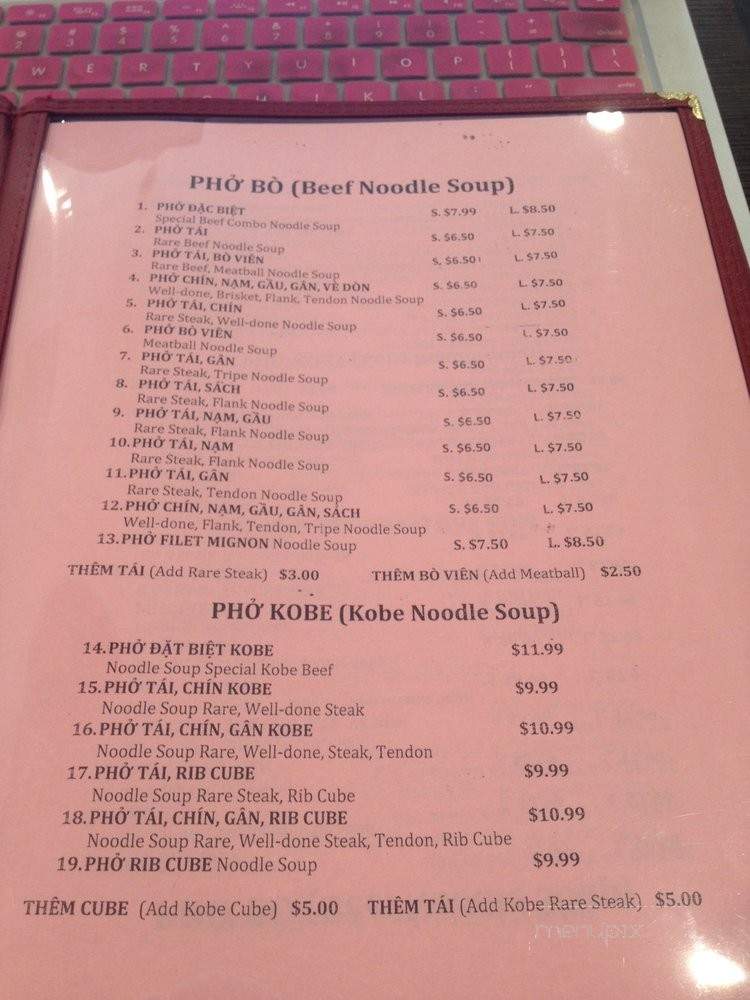 @ # $ % ^ & * ( ) - + delete
2 3 4 5 6 7 8 9 0 =
W E R T Y U I O P { }
[ ]
H J K L enter
PHỞ BÒ (Beef Noodle Soup)
1. PHỞ ĐẶC BIỆT S. $7.99 L. $8.50
Special Beef Combo Noodle Soup
2. PHỞ TÁI S. $6.50 L. $7.50
Rare Beef Noodle Soup
3. PHỞ TÁI, BÒ VIÊN S. $6.50 L. $7.50
Rare Beef, Meatball Noodle Soup
4. PHỞ CHÍN, NẠM, GẦU, GÂN, VÈ DÒN S. $6.50 L. $7.50
Well-done, Brisket, Flank, Tendon Noodle Soup
5. PHỞ TÁI, CHÍN S. $6.50 L. $7.50
Rare Steak, Well-done Noodle Soup
6. PHỞ BÒ VIÊN S. $6.50 L. $7.50
Meatball Noodle Soup
7. PHỞ TÁI, GÂN S. $6.50 L. $7.50
Rare Steak, Tripe Noodle Soup
8. PHỞ TÁI, SÁCH S. $6.50 L. $7.50
Rare Steak, Flank Noodle Soup
9. PHỞ TÁI, NẠM, GẦU S. $6.50 L. $7.50
Rare Steak, Flank Noodle Soup
10. PHỞ TÁI, NẠM S. $6.50 L. $7.50
Rare Steak, Flank Noodle Soup
11. PHỞ TÁI, GÂN S. $6.50 L. $7.50
Rare Steak, Tendon Noodle Soup
12. PHỞ CHÍN, NẠM, GẦU, GÂN, SÁCH S. $6.50 L. $7.50
Well-done, Flank, Tendon, Tripe Noodle Soup
13. PHỞ FILET MIGNON Noodle Soup S. $7.50 L. $8.50
THÊM TÁI (Add Rare Steak) $3.00 THÊM BÒ VIÊN (Add Meatball) $2.50
PHỞ KOBE (Kobe Noodle Soup)
14. PHỞ ĐẶT BIỆT KOBE $11.99
Noodle Soup Special Kobe Beef
15. PHỞ TÁI, CHÍN KOBE $9.99
Noodle Soup Rare, Well-done Steak
16. PHỞ TÁI, CHÍN, GÂN KOBE $10.99
Noodle Soup Rare, Well-done, Steak, Tendon
17. PHỞ TÁI, RIB CUBE $9.99
Noodle Soup Rare Steak, Rib Cube
18. PHỞ TÁI, CHÍN, GÂN, RIB CUBE $10.99
Noodle Soup Rare, Well-done Steak, Tendon, Rib Cube
19. PHỞ RIB CUBE Noodle Soup $9.99
THÊM CUBE (Add Kobe Cube) $5.00 THÊM TÁI (Add Kobe Rare Steak) $5.00
menupix